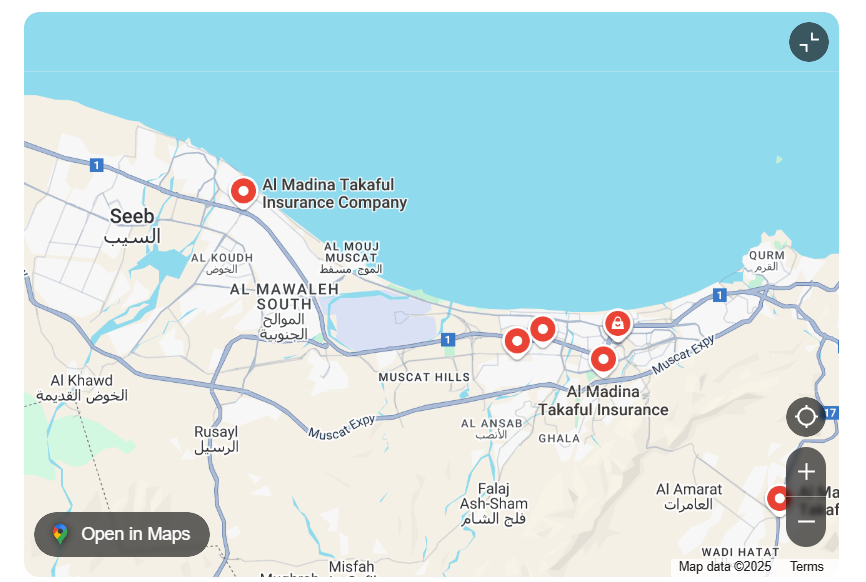 1
Al Madina Takaful
Insurance Company
Seeb
السيب
AL KOUDH
الخوض
AL MOUJ
MUSCAT
الموج مسقط
QURM
القرم
AL MAWALEH
SOUTH
الموالح
الجنوبية
1
1
Muscat Expy
MUSCAT HILLS
Al Khawd
الخوض القديمة
Al Madina
Takaful Insurance
17
Muscat Expy
Rusayl
الرسيل
AL ANSAB
الأنصب
GHALA
Falaj
Ash-Sham
فلج الشام
Al Amarat
العامرات
Open in Maps
WADI HATAT
Misfah
Map data ©2025
Terms